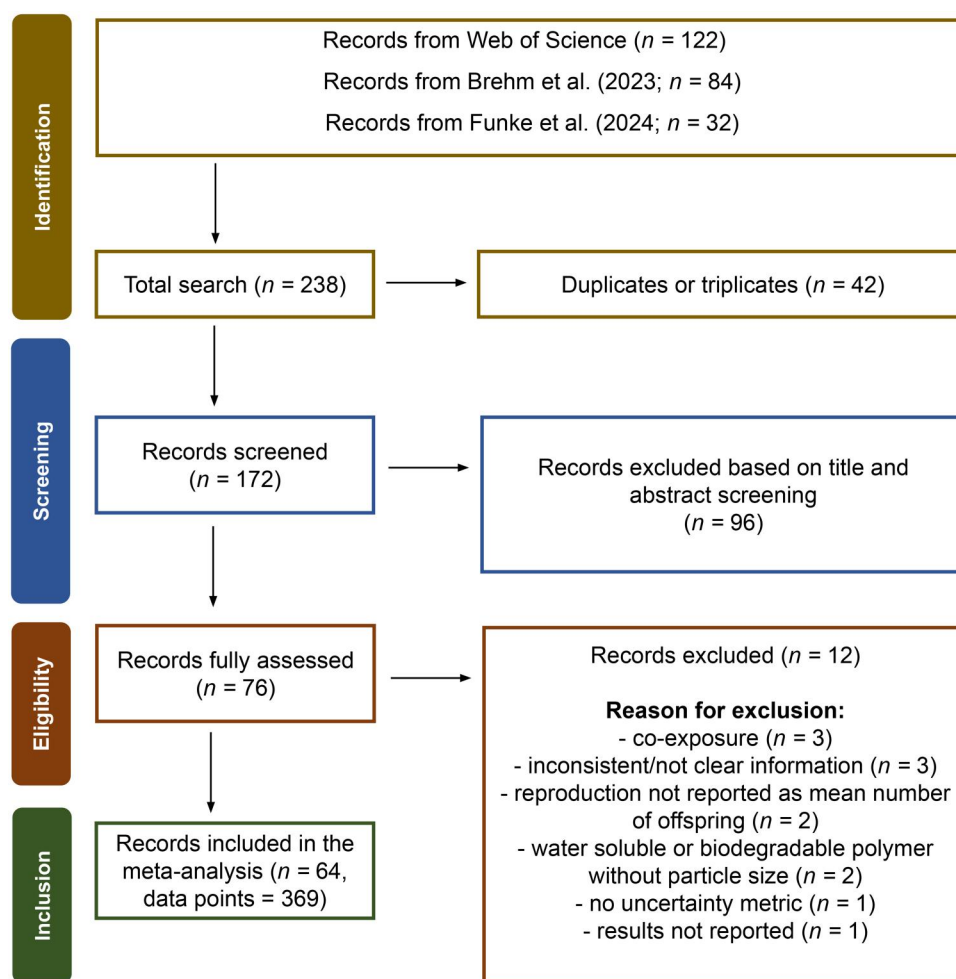 Identification
Records from Web of Science (n = 122)
Records from Brehm et al. (2023; n = 84)
Records from Funke et al. (2024; n = 32)
Total search (n = 238)
Duplicates or triplicates (n = 42)
Screening
Records screened
(n = 172)
Records excluded based on title and
abstract screening
(n = 96)
Eligibility
Records fully assessed
(n = 76)
Records excluded (n = 12)
Reason for exclusion:
- co-exposure (n = 3)
- inconsistent/not clear information (n = 3)
- reproduction not reported as mean number
of offspring (n = 2)
- water soluble or biodegradable polymer
without particle size (n = 2)
- no uncertainty metric (n = 1)
- results not reported (n = 1)
Inclusion
Records included in the
meta-analysis (n = 64,
data points = 369)